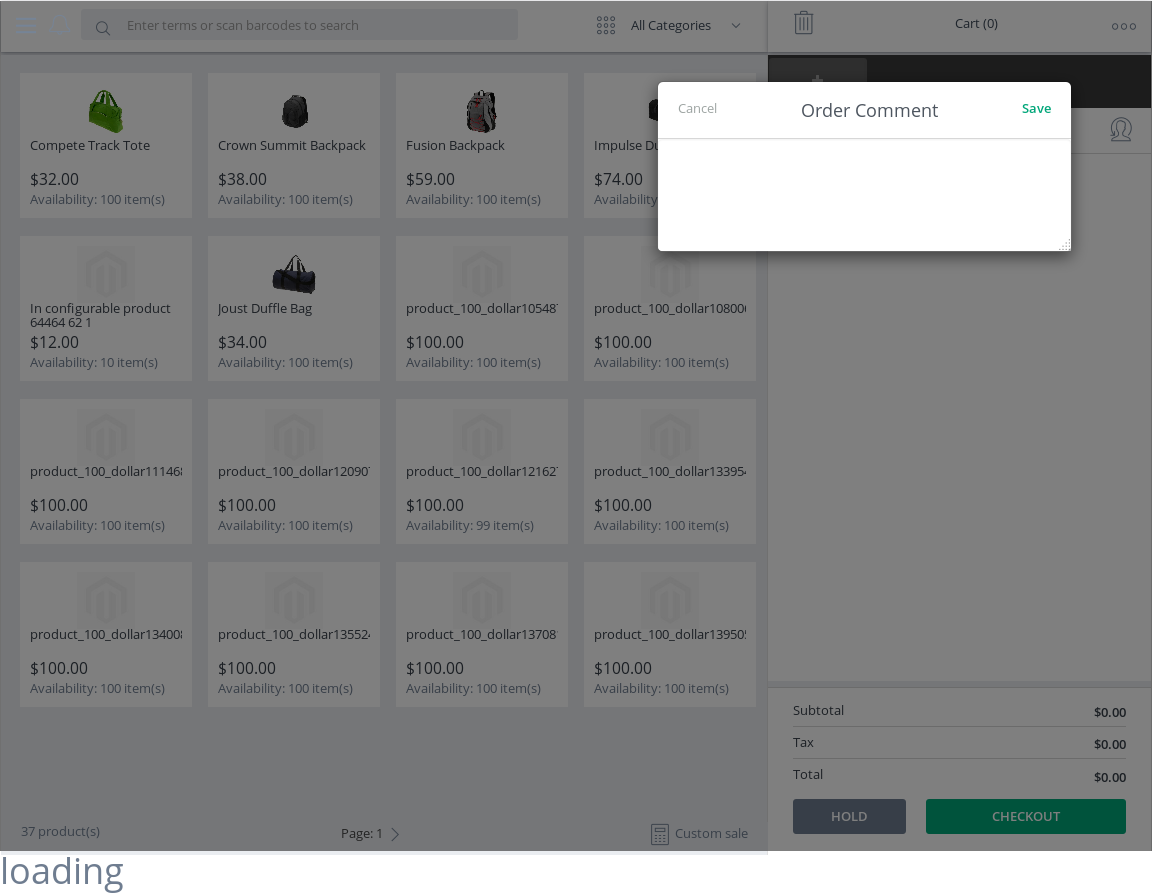 Enter terms or scan barcodes to search
All Categories
Cart (0)
Cancel
Order Comment
Save
Compete Track Tote
$32.00
Availability: 100 item(s)
Crown Summit Backpack
$38.00
Availability: 100 item(s)
Fusion Backpack
$59.00
Availability: 100 item(s)
Impulse Du
$74.00
Availability
In configurable product
64464 62 1
$12.00
Availability: 10 item(s)
Joust Duffle Bag
$34.00
Availability: 100 item(s)
product_100_dollar10548
$100.00
Availability: 100 item(s)
product_100_dollar10800
$100.00
Availability: 100 item(s)
product_100_dollar11146
$100.00
Availability: 100 item(s)
product_100_dollar12090
$100.00
Availability: 100 item(s)
product_100_dollar12162
$100.00
Availability: 99 item(s)
product_100_dollar13395
$100.00
Availability: 100 item(s)
product_100_dollar13400
$100.00
Availability: 100 item(s)
product_100_dollar13552
$100.00
Availability: 100 item(s)
product_100_dollar13708
$100.00
Availability: 100 item(s)
product_100_dollar13950
$100.00
Availability: 100 item(s)
Subtotal $0.00
Tax $0.00
Total $0.00
HOLD
CHECKOUT
37 product(s)
Page: 1
Custom sale
loading